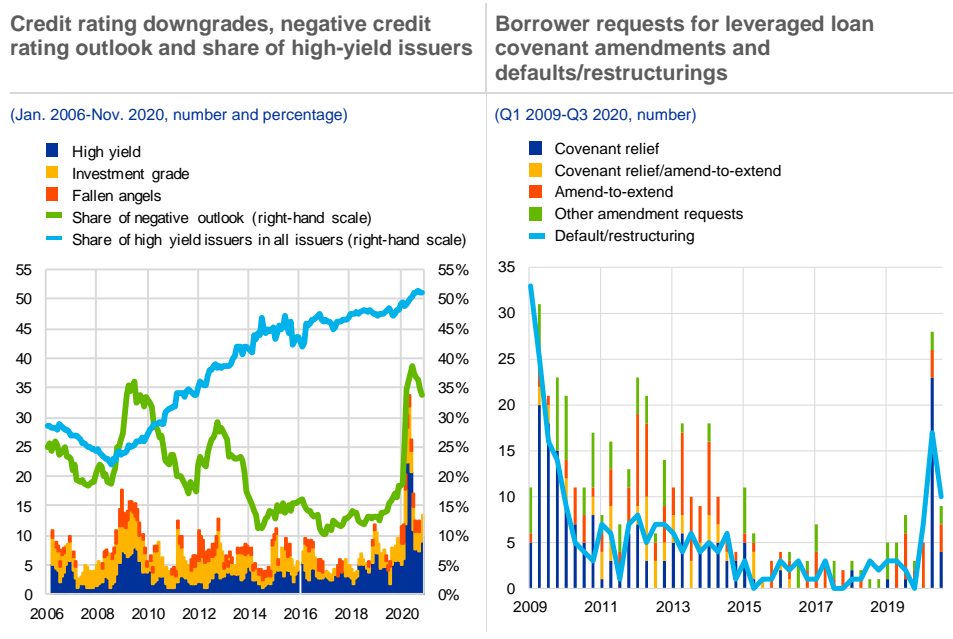 Credit rating downgrades, negative credit
rating outlook and share of high-yield issuers
(Jan. 2006-Nov. 2020, number and percentage)
High yield
Investment grade
Fallen angels
Share of negative outlook (right-hand scale)
Share of high yield issuers in all issuers (right-hand scale)
55 55%
50 50%
45 45%
40 40%
35 35%
30 30%
25 25%
20 20%
15 15%
10 10%
5 5%
0 0%
2006 2008 2010 2012 2014 2016 2018 2020
Borrower requests for leveraged loan
covenant amendments and
defaults/restructurings
(Q1 2009-Q3 2020, number)
Covenant relief
Covenant relief/amend-to-extend
Amend-to-extend
Other amendment requests
Default/restructuring
35
30
25
20
15
10
5
0
2009 2011 2013 2015 2017 2019